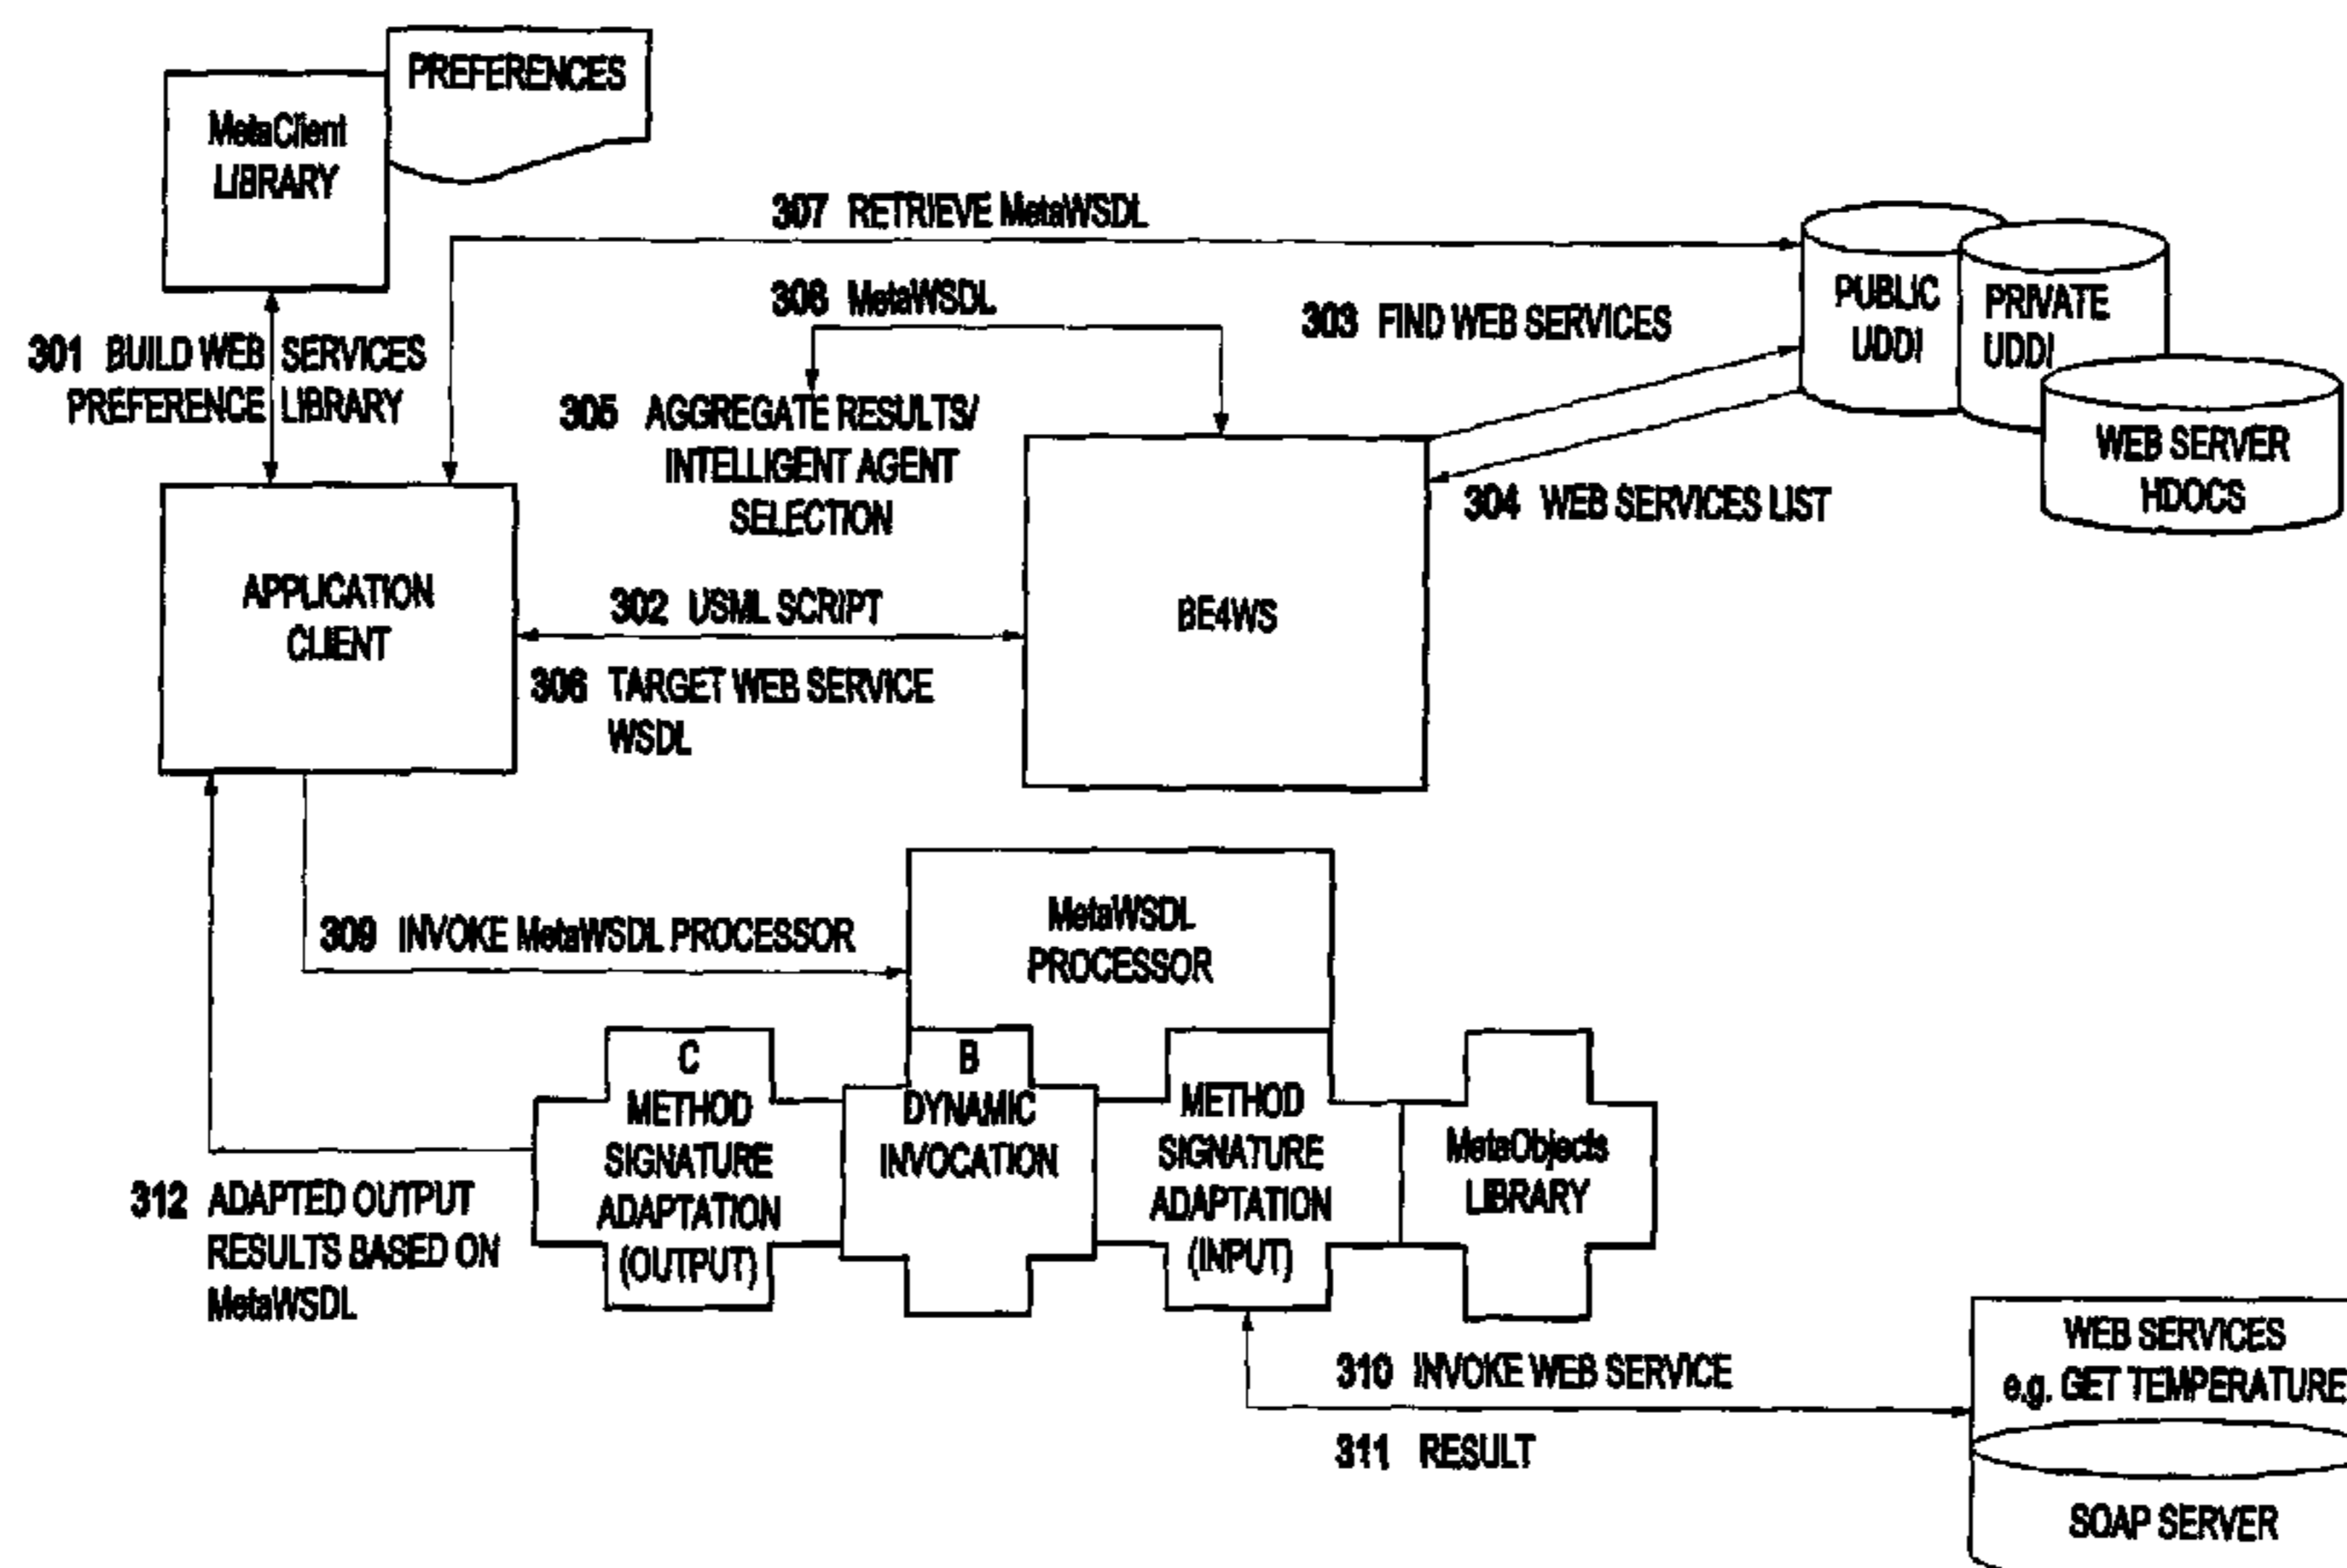 PREFERENCES
MetaClient
LIBRARY
307 RETRIEVE MetaWSDL
308 MetaWSDL
303 FIND WEB SERVICES
PUBLIC
UDDI
PRIVATE
UDDI
WEB SERVER
HDOCS
301 BUILD WEB SERVICES
PREFERENCE LIBRARY
305 AGGREGATE RESULTS/
INTELLIGENT AGENT
SELECTION
304 WEB SERVICES LIST
APPLICATION
CLIENT
302 USML SCRIPT
BE4WS
306 TARGET WEB SERVICE
WSDL
309 INVOKE MetaWSDL PROCESSOR
MetaWSDL
PROCESSOR
C
METHOD
SIGNATURE
ADAPTATION
(OUTPUT)
B
DYNAMIC
INVOCATION
METHOD
SIGNATURE
ADAPTATION
(INPUT)
MetaObjects
LIBRARY
312 ADAPTED OUTPUT
RESULTS BASED ON
MetaWSDL
310 INVOKE WEB SERVICE
311 RESULT
WEB SERVICES
e.g. GET TEMPERATURE
SOAP SERVER